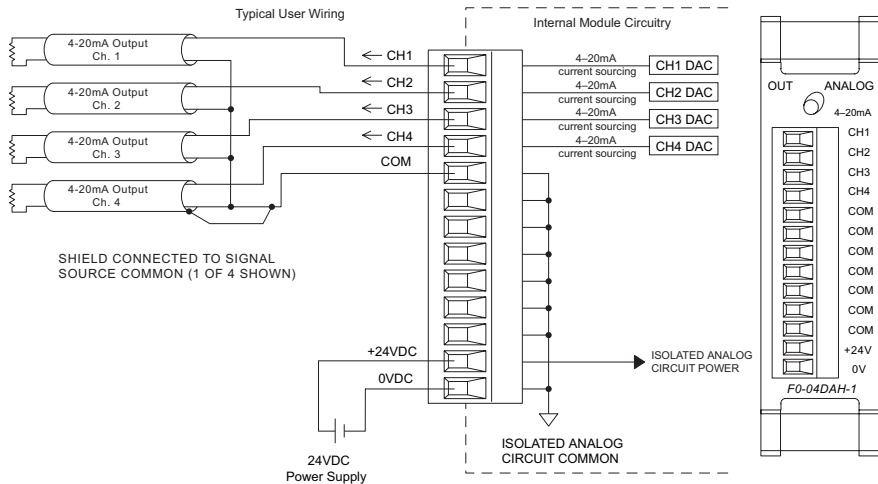 Typical User Wiring
Internal Module Circuitry
4-20mA Output
Ch. 1
4-20mA Output
Ch. 2
4-20mA Output
Ch. 3
4-20mA Output
Ch. 4
SHIELD CONNECTED TO SIGNAL
SOURCE COMMON (1 OF 4 SHOWN)
CH1
CH2
CH3
CH4
COM
+24VDC
0VDC
24VDC
Power Supply
4–20mA
current sourcing
CH1 DAC
4–20mA
current sourcing
CH2 DAC
4–20mA
current sourcing
CH3 DAC
4–20mA
current sourcing
CH4 DAC
ISOLATED ANALOG
CIRCUIT POWER
ISOLATED ANALOG
CIRCUIT COMMON
OUT ANALOG
4–20mA
CH1
CH2
CH3
CH4
COM
COM
COM
COM
COM
COM
+24V
0V
F0-04DAH-1